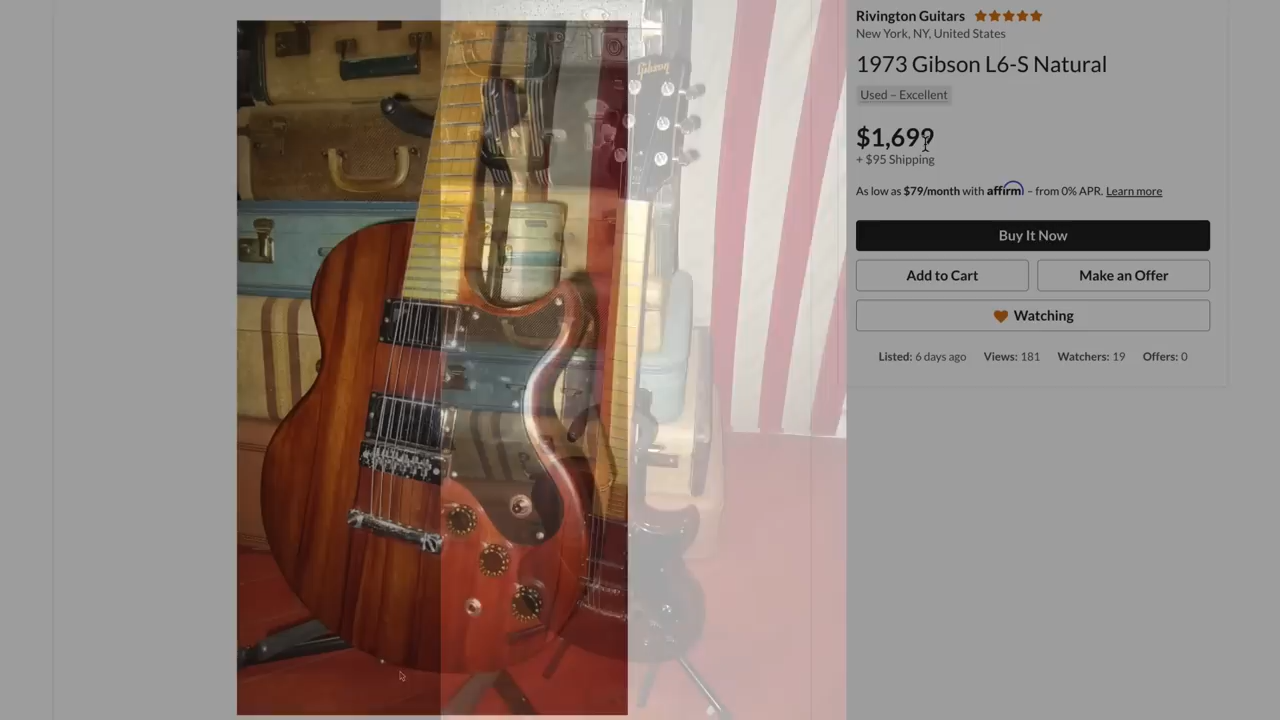 Gibson
Rivington Guitars
New York, NY, United States
1973 Gibson L6-S Natural
Used – Excellent
$1,699
+ $95 Shipping
As low as $79/month with affirm – from 0% APR. Learn more
Buy It Now
Add to Cart
Make an Offer
Watching
Listed: 6 days ago Views: 181 Watchers: 19 Offers: 0